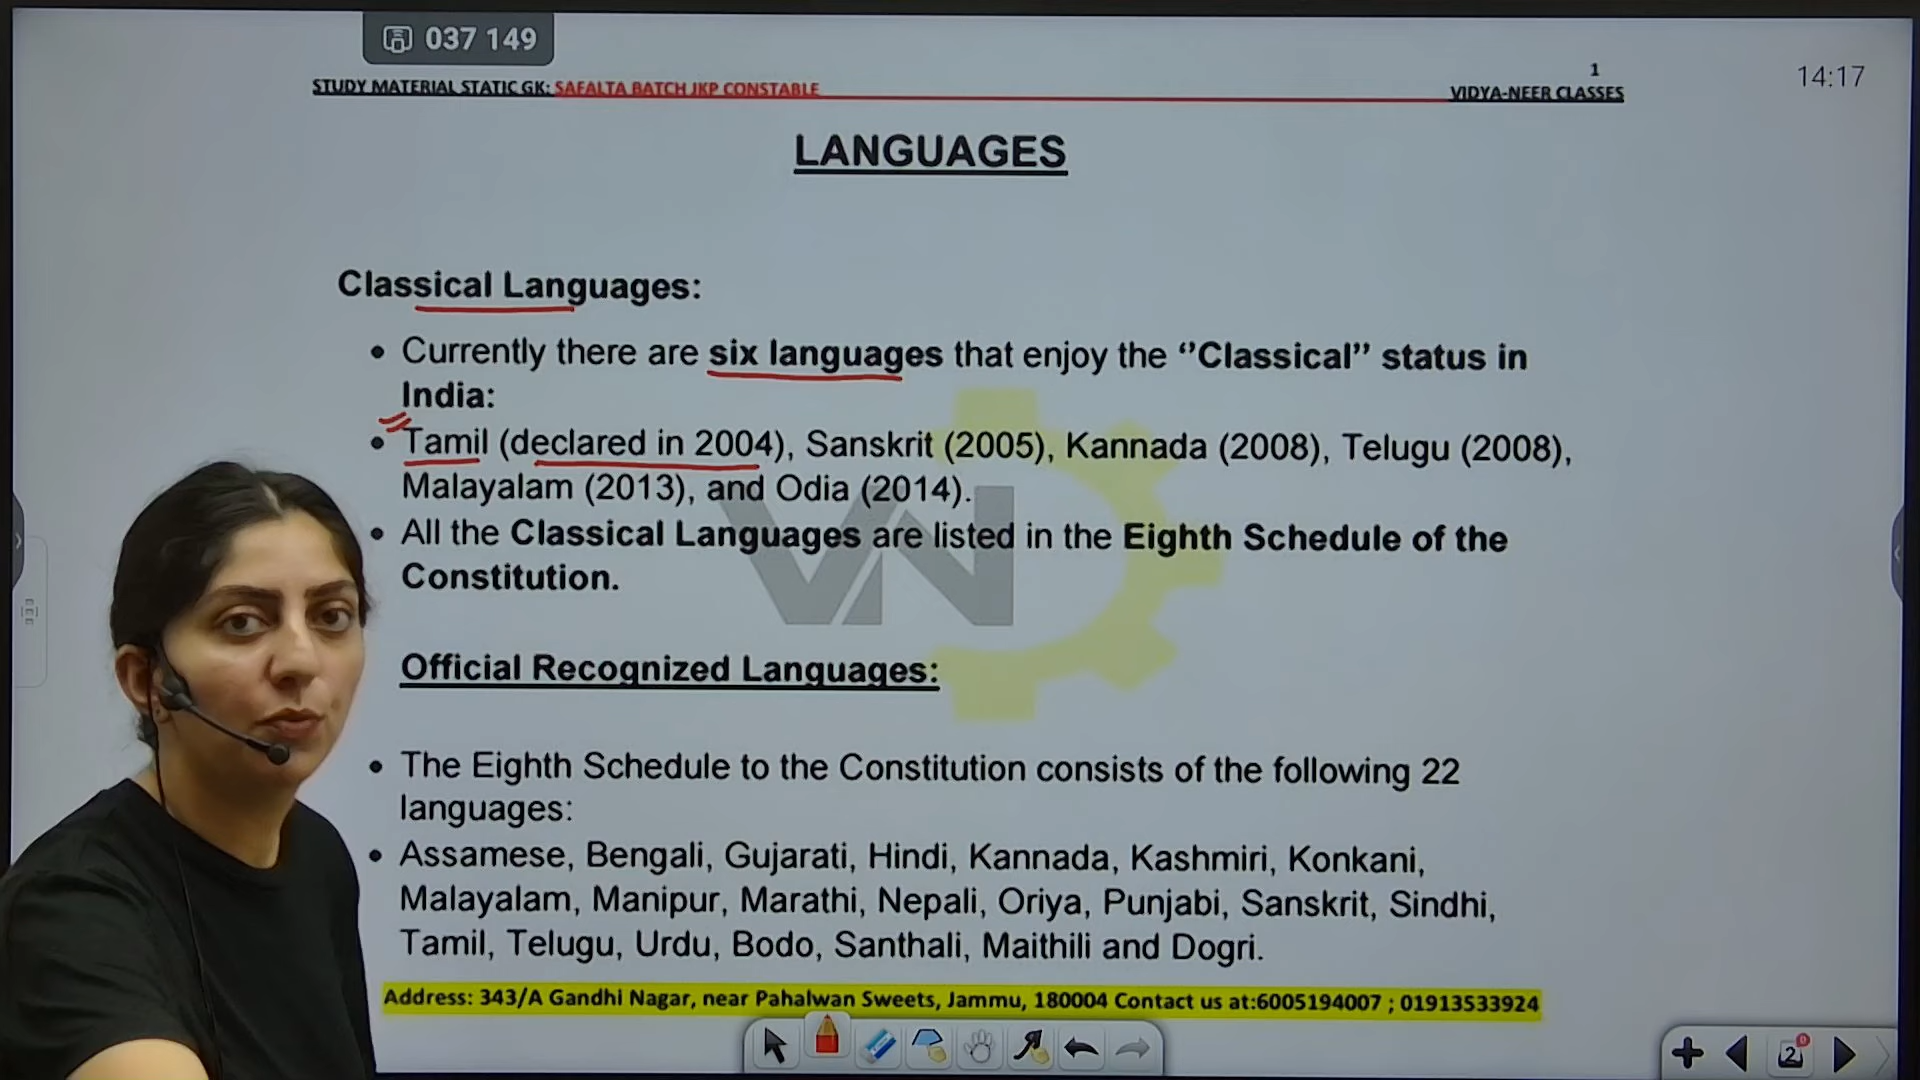 037 149
1
14:17
STUDY MATERIAL STATIC GK: SAFALTA BATCH JKP CONSTABLE
VIDYA-NEER CLASSES
LANGUAGES
Classical Languages:
• Currently there are six languages that enjoy the ‘’Classical’’ status in
India:
• Tamil (declared in 2004), Sanskrit (2005), Kannada (2008), Telugu (2008),
Malayalam (2013), and Odia (2014).
• All the Classical Languages are listed in the Eighth Schedule of the
Constitution.
VN
Official Recognized Languages:
• The Eighth Schedule to the Constitution consists of the following 22
languages:
• Assamese, Bengali, Gujarati, Hindi, Kannada, Kashmiri, Konkani,
Malayalam, Manipur, Marathi, Nepali, Oriya, Punjabi, Sanskrit, Sindhi,
Tamil, Telugu, Urdu, Bodo, Santhali, Maithili and Dogri.
Address: 343/A Gandhi Nagar, near Pahalwan Sweets, Jammu, 180004 Contact us at:6005194007 ; 01913533924
2